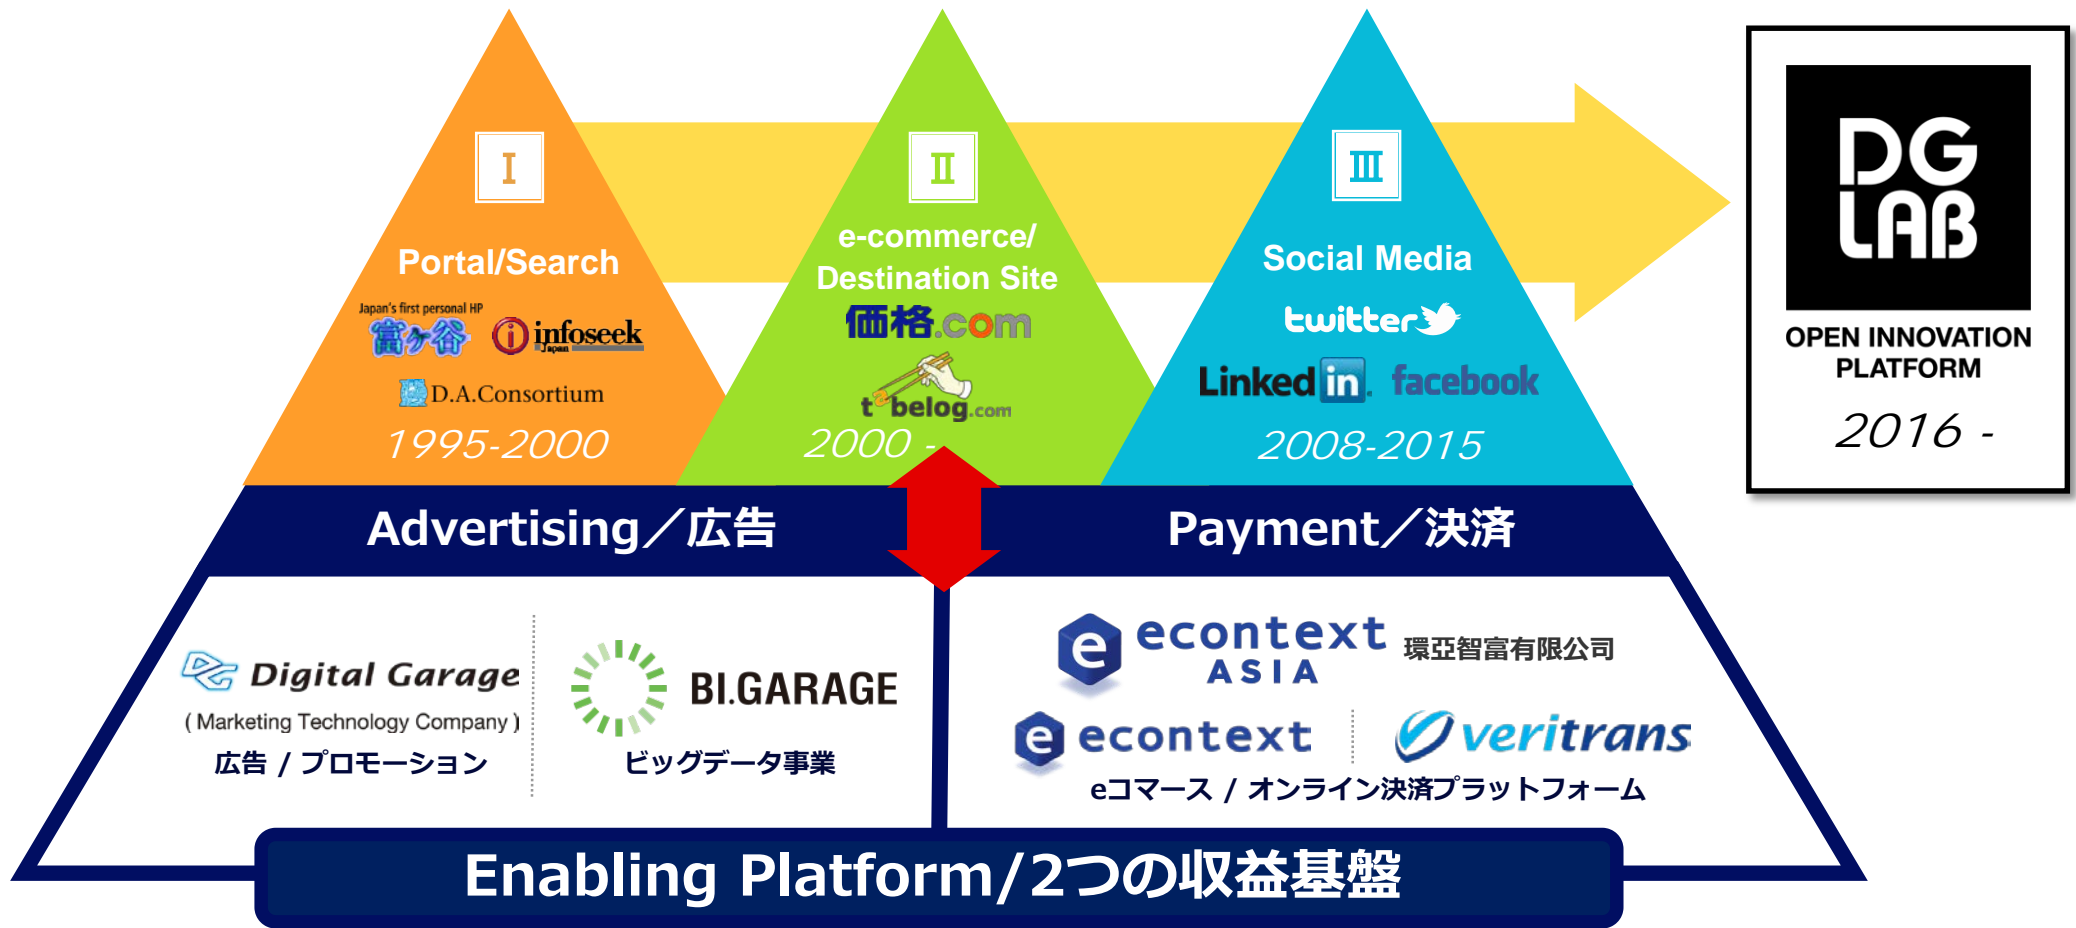 I
Portal/Search
Japan's first personal HP
富ヶ谷
infoseek
Japan
D.A.Consortium
1995-2000
II
e-commerce/
Destination Site
価格.com
tabelog.com
2000 -
III
Social Media
twitter
Linked in.
facebook
2008-2015
DG
LAB
OPEN INNOVATION
PLATFORM
2016 -
Advertising／広告
Payment／決済
DG Digital Garage
( Marketing Technology Company )
広告 / プロモーション
BI.GARAGE
ビッグデータ事業
e econtext
ASIA
環亞智富有限公司
e econtext
veritrans
eコマース / オンライン決済プラットフォーム
Enabling Platform/2つの収益基盤